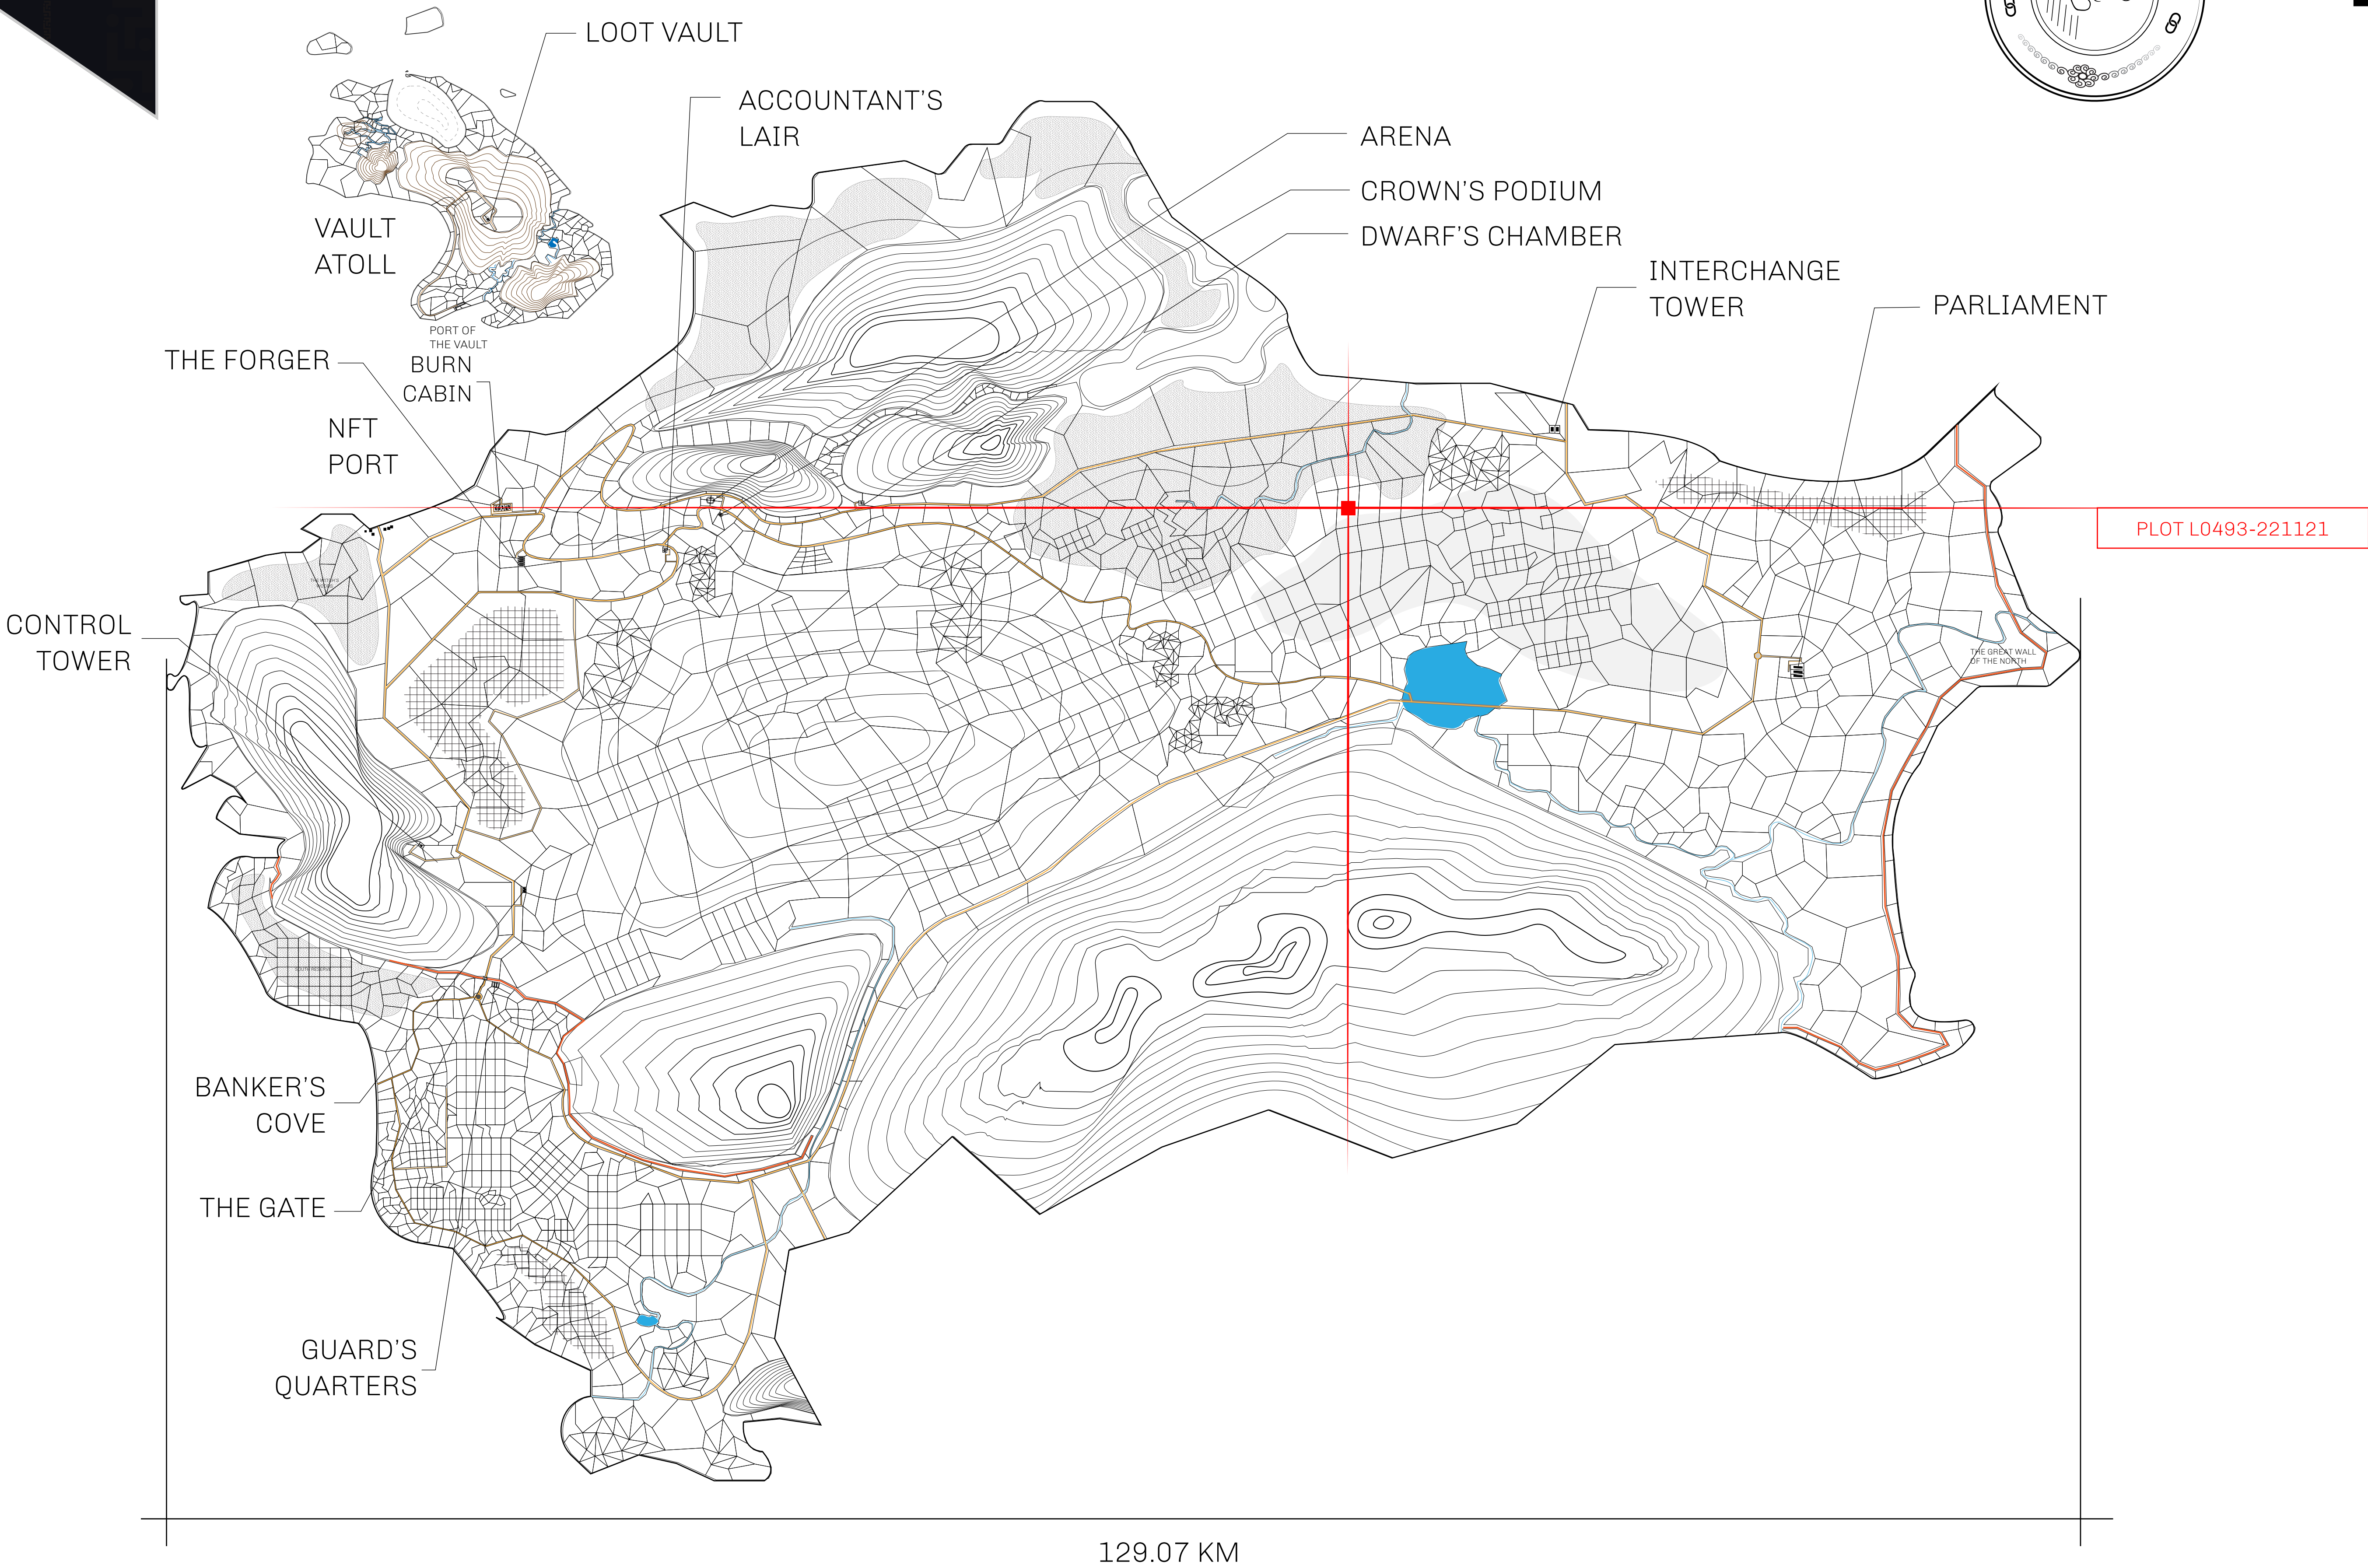 LOOT VAULT
ACCOUNTANT'S
LAIR
ARENA
CROWN'S PODIUM
DWARF'S CHAMBER
VAULT
ATOLL
INTERCHANGE
TOWER
PARLIAMENT
PORT OF
THE VAULT
THE FORGER
BURN
CABIN
NFT
PORT
PLOT L0493-221121
CONTROL
TOWER
THE GREAT WALL
OF THE NORTH
SOUTH RESERVE
BANKER'S
COVE
THE GATE
GUARD'S
QUARTERS
129.07 KM